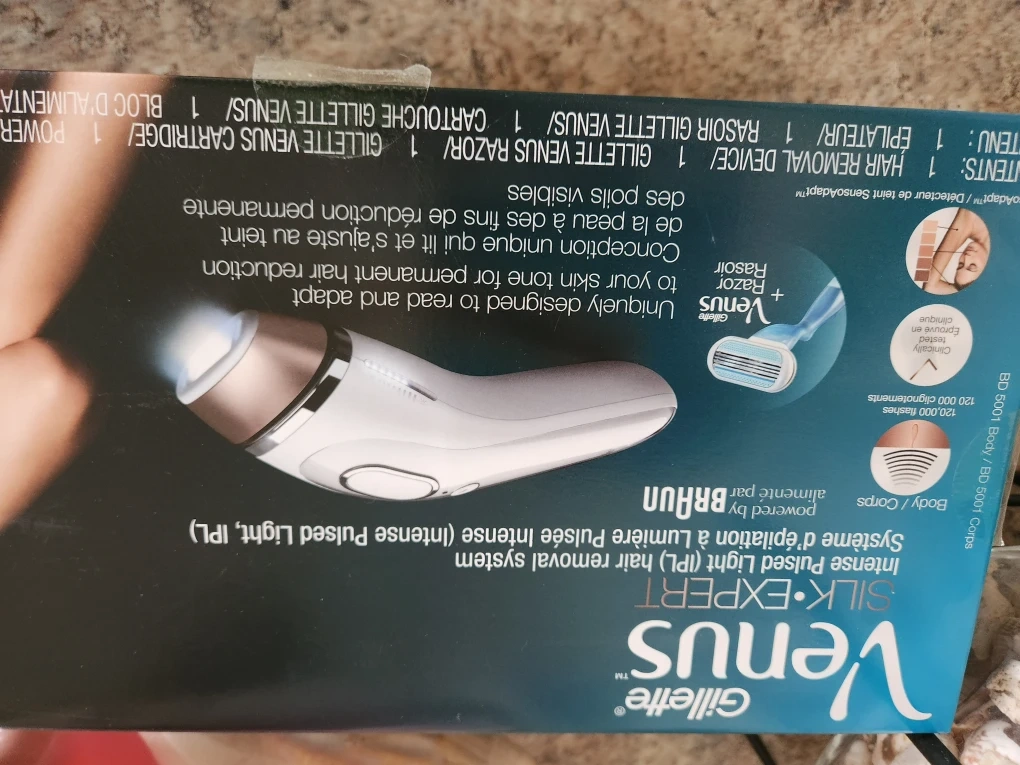 Gillette®
Venus™
SILK•EXPERT
Intense Pulsed Light (IPL) hair removal system
Système d'épilation à Lumière Intense Pulsée (Intense Pulsed Light, IPL)
powered by
alimenté par
BRAUN
Body / Corps
120,000 flashes
120 000 clignotements
Clinically
tested
Éprouvé en
clinique
Gillette
Venus
+ Razor
Rasoir
Uniquely designed to read and adapt
to your skin tone for permanent hair reduction
Conception unique qui lit et s'ajuste au teint
de la peau à des fins de réduction permanente
des poils visibles
oAdapt™ / Détecteur de teint SensoAdapt™
NTENTS: 1 HAIR REMOVAL DEVICE/ 1 GILLETTE VENUS RAZOR/ 1 GILLETTE VENUS CARTRIDGE/ 1 POWER
TENU : 1 ÉPILATEUR/ 1 RASOIR GILLETTE VENUS/ 1 CARTOUCHE GILLETTE VENUS/ 1 BLOC D'ALIMENTA
BD 5001 Body / BD 5001 Corps